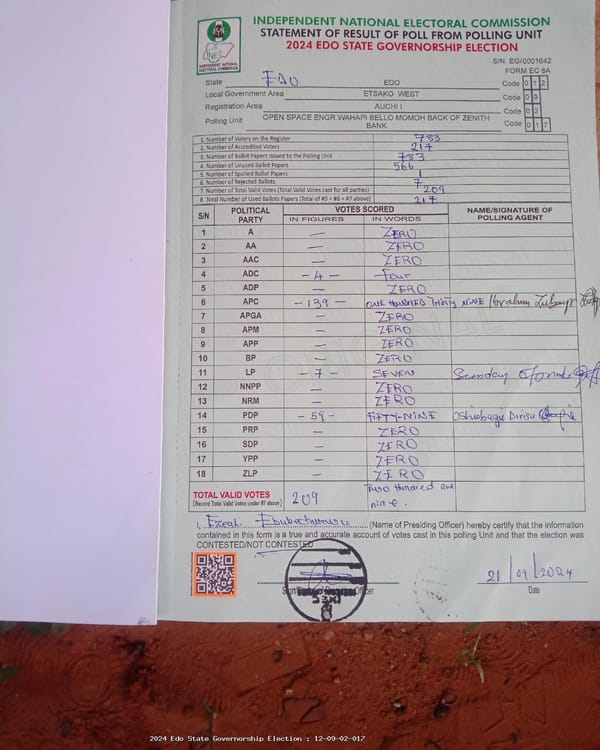 INDEPENDENT NATIONAL ELECTORAL COMMISSION
STATEMENT OF RESULT OF POLL FROM POLLING UNIT
2024 EDO STATE GOVERNORSHIP ELECTION
INDEPENDENT NATIONAL ELECTORAL COMMISSION
S/N. EG/0001642
FORM EC 8A
State EDO EDO Code 0 1 2
Local Government Area ETSAKO WEST Code 0 9
Registration Area AUCHI I Code 0 2
Polling Unit OPEN SPACE ENGR.WAHAPI BELLO MOMOH BACK OF ZENITH BANK Code 0 1 7
1. Number of Voters on the Register 783
2. Number of Accredited Voters 217
3. Number of Ballot Papers Issued to the Polling Unit 783
4. Number of Unused Ballot Papers 566
5. Number of Spoiled Ballot Papers 1
6. Number of Rejected Ballots 7
7. Number of Total Valid Votes (Total Valid Votes cast for all parties) 209
8. Total Number of Used Ballots Papers (Total of #5 + #6 + #7 above) 217
S/N POLITICAL PARTY VOTES SCORED NAME/SIGNATURE OF POLLING AGENT
IN FIGURES IN WORDS
1 A — ZERO
2 AA — ZERO
3 AAC — ZERO
4 ADC - 4 - four
5 ADP — ZERO
6 APC - 139 - ONE HUNDRED THIRTY NINE Ibrahim
7 APGA — ZERO
8 APM — ZERO
9 APP — ZERO
10 BP — ZERO
11 LP - 7 - SEVEN Sunday
12 NNPP — ZERO
13 NRM — ZERO
14 PDP - 59 - FIFTY-NINE Dirisu
15 PRP — ZERO
16 SDP — ZERO
17 YPP — ZERO
18 ZLP — ZERO
TOTAL VALID VOTES 209 Two Hundred and nine.
(Record Total Valid Votes under #7 above)
I, (Name of Presiding Officer) hereby certify that the information
contained in this form is a true and accurate account of votes cast in this polling Unit and that the election was
CONTESTED/NOT CONTESTED
21/09/2024
Officer
Date
2024 Edo State Governorship Election : 12-09-02-017